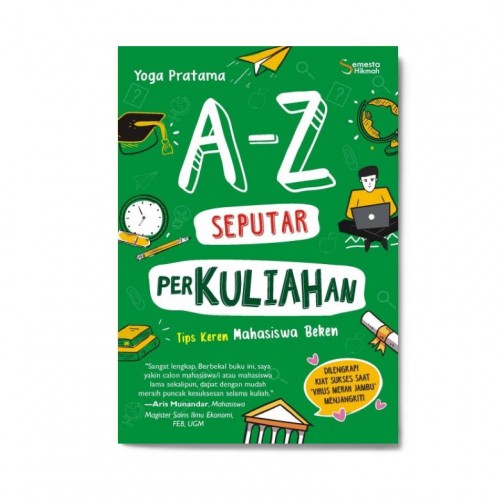 Yoga Pratama
Semesta
Hikmah
A-Z
SEPUTAR
PERKULIAHAN
Tips Keren Mahasiswa Beken
"Sangat lengkap. Berbekal buku ini, saya
yakin calon mahasiswa/i atau mahasiswa
lama sekalipun, dapat dengan mudah
meraih puncak kesuksesan selama kuliah."
—Aris Munandar, Mahasiswa
Magister Sains Ilmu Ekonomi,
FEB, UGM
DILENGKAPI
KIAT SUKSES SAAT
"VIRUS MERAH JAMBU"
MENJANGKITI